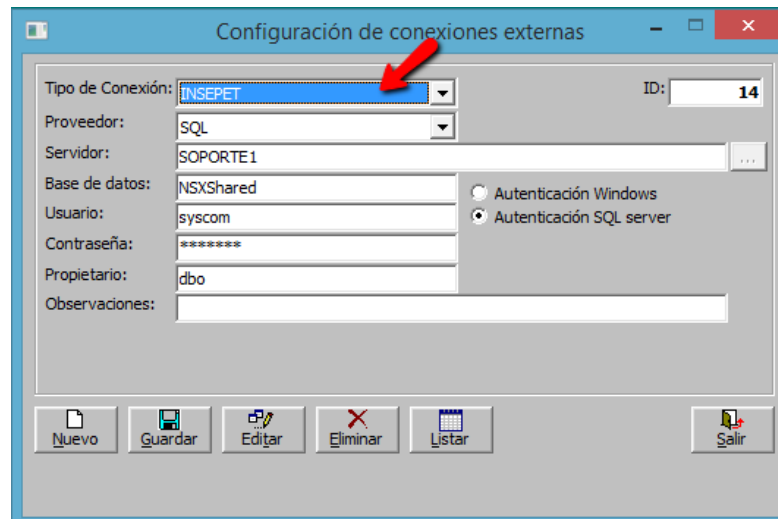 Configuración de conexiones externas
Tipo de Conexión: INSEPET ID: 14
Proveedor: SQL
Servidor: SOPORTE1 ...
Base de datos: NSXShared Autenticación Windows
Usuario: syscom Autenticación SQL server
Contraseña: *******
Propietario: dbo
Observaciones:
Nuevo Guardar Editar Eliminar Listar Salir